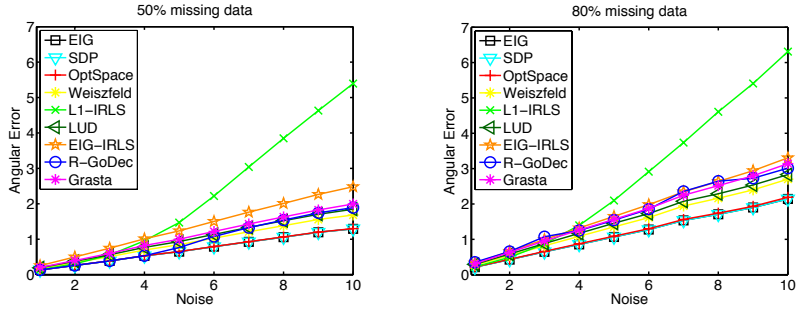 50% missing data
7
6
5
4
3
2
1
0
Angular Error
EIG
SDP
OptSpace
Weiszfeld
L1-IRLS
LUD
EIG-IRLS
R-GoDec
Grasta
2 4 6 8 10
Noise
80% missing data
7
6
5
4
3
2
1
0
Angular Error
EIG
SDP
OptSpace
Weiszfeld
L1-IRLS
LUD
EIG-IRLS
R-GoDec
Grasta
2 4 6 8 10
Noise